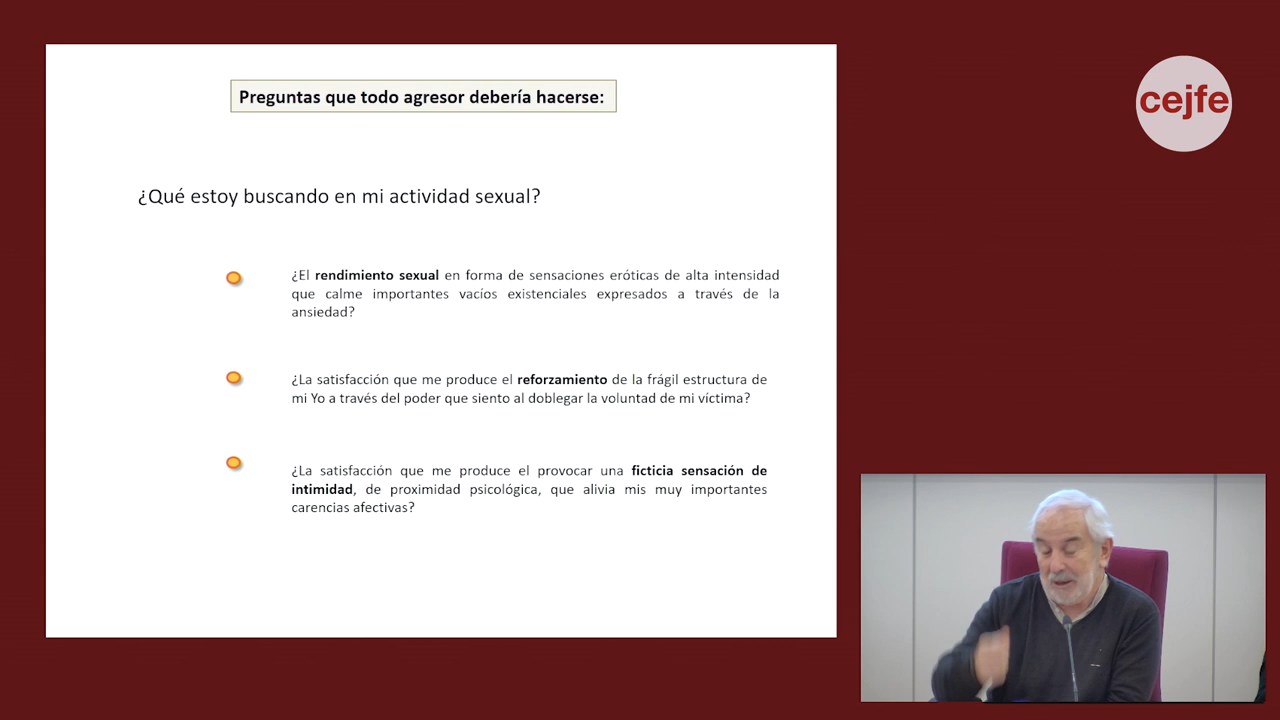 Preguntas que todo agresor debería hacerse:
cejfe
¿Qué estoy buscando en mi actividad sexual?
¿El rendimiento sexual en forma de sensaciones eróticas de alta intensidad
que calme importantes vacíos existenciales expresados a través de la
ansiedad?
¿La satisfacción que me produce el reforzamiento de la frágil estructura de
mi Yo a través del poder que siento al doblegar la voluntad de mi víctima?
¿La satisfacción que me produce el provocar una ficticia sensación de
intimidad, de proximidad psicológica, que alivia mis muy importantes
carencias afectivas?